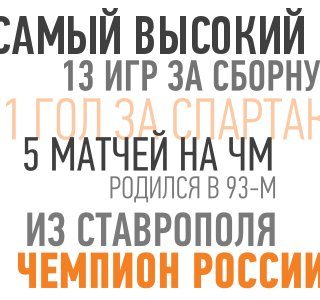 САМЫЙ ВЫСОКИЙ
13 ИГР ЗА СБОРНУ
1 ГОЛ ЗА СПАРТАК
5 МАТЧЕЙ НА ЧМ
РОДИЛСЯ В 93-М
ИЗ СТАВРОПОЛЯ
ЧЕМПИОН РОССИИ